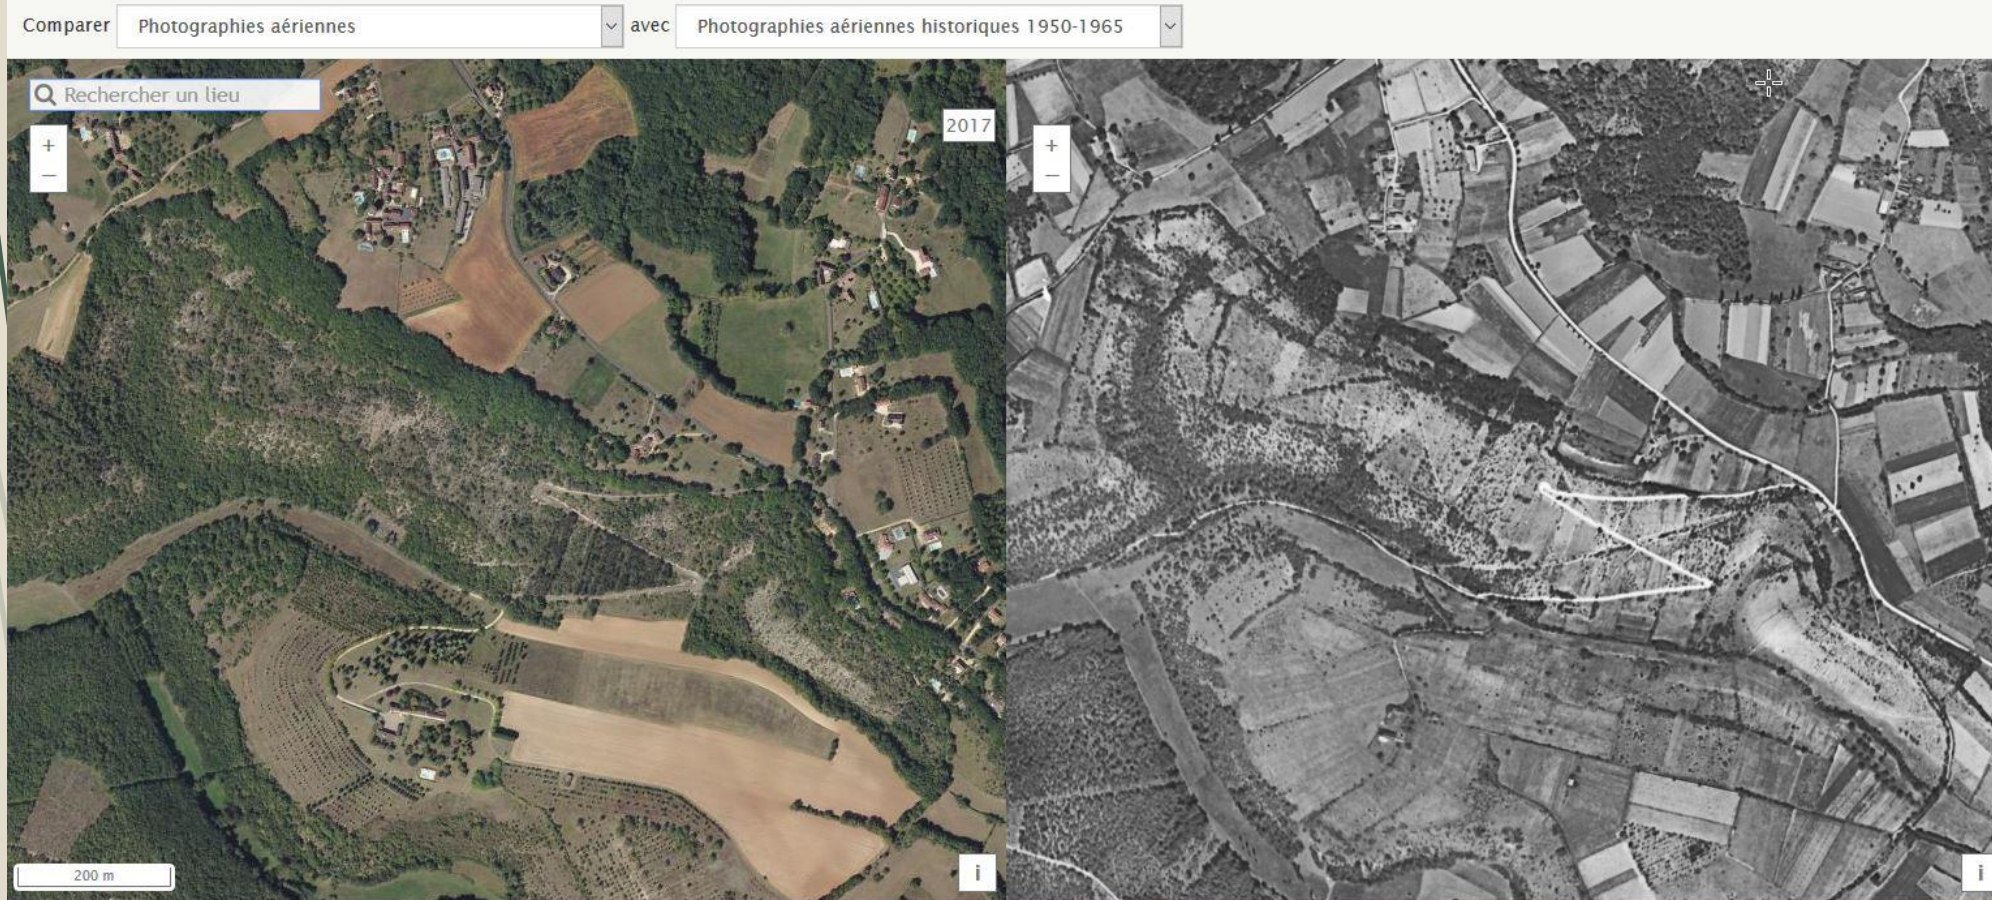 Comparer Photographies aériennes avec Photographies aériennes historiques 1950-1965
Rechercher un lieu
2017
+
–
+
–
200 m
i
i